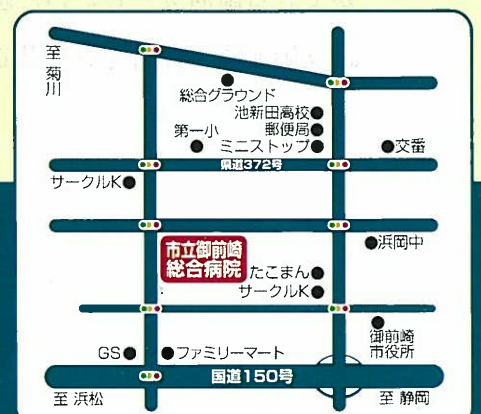 至
菊
川
総合グラウンド
池新田高校
第一小
郵便局
ミニストップ
交番
県道372号
サークルK
浜岡中
市立御前崎
総合病院
たこまん
サークルK
御前崎
市役所
GS
ファミリーマート
国道150号
至 浜松
至 静岡